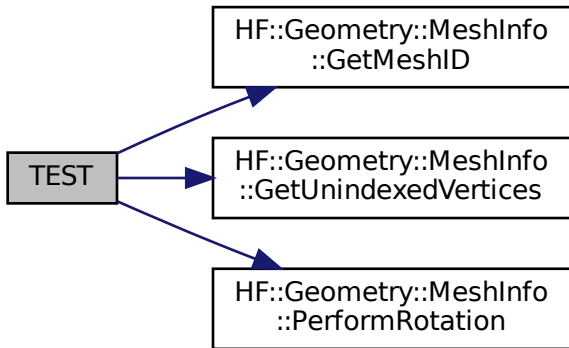 HF::Geometry::MeshInfo
::GetMeshID
TEST
HF::Geometry::MeshInfo
::GetUnindexedVertices
HF::Geometry::MeshInfo
::PerformRotation